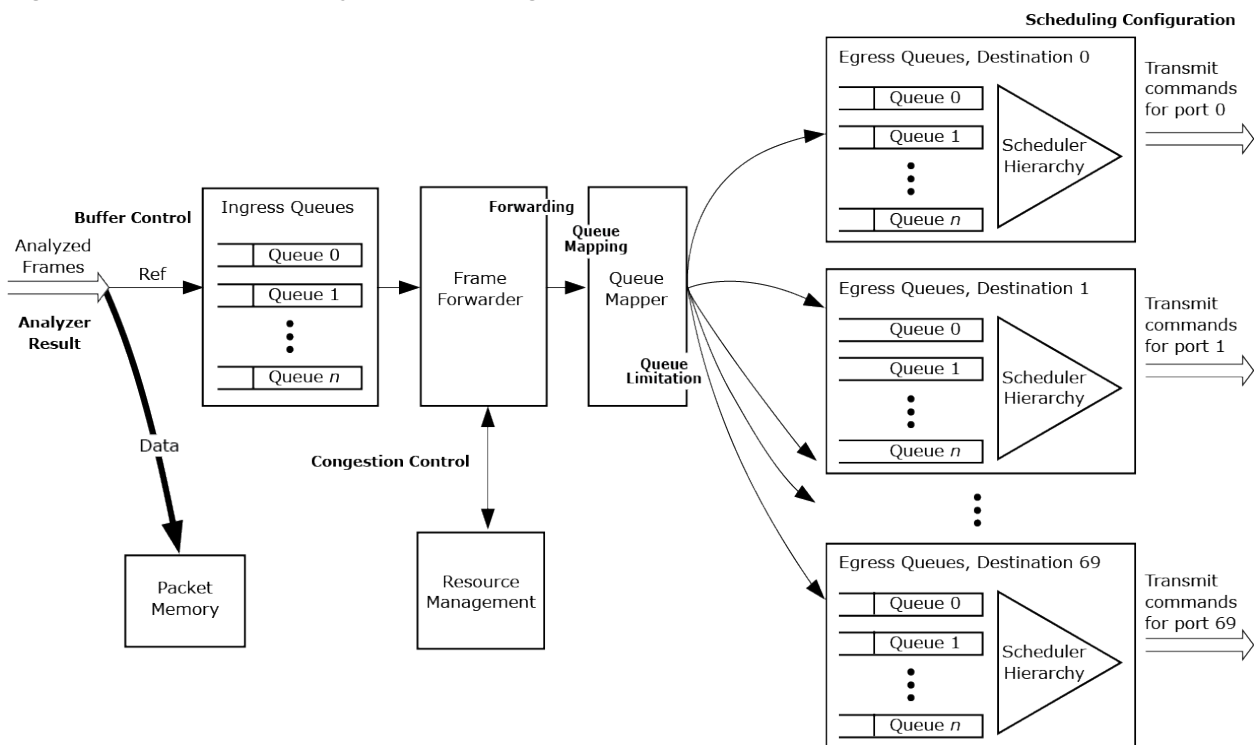 Scheduling Configuration
Egress Queues, Destination 0
Queue 0
Queue 1
Queue n
Scheduler
Hierarchy
Transmit
commands
for port 0
Buffer Control
Analyzed
Frames
Ref
Analyzer
Result
Data
Packet
Memory
Ingress Queues
Queue 0
Queue 1
Queue n
Frame
Forwarder
Forwarding
Queue
Mapping
Queue
Mapper
Queue
Limitation
Congestion Control
Resource
Management
Egress Queues, Destination 1
Queue 0
Queue 1
Queue n
Scheduler
Hierarchy
Transmit
commands
for port 1
Egress Queues, Destination 69
Queue 0
Queue 1
Queue n
Scheduler
Hierarchy
Transmit
commands
for port 69